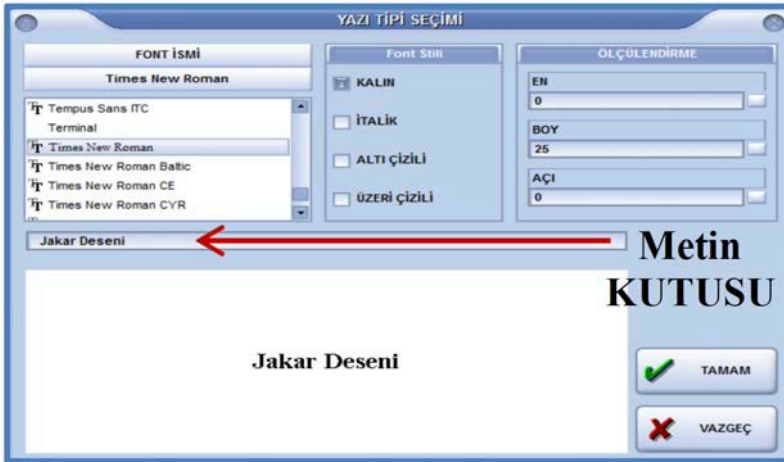 YAZI TİPİ SEÇİMİ
FONT İSMİ
Times New Roman
Tempus Sans ITC
Terminal
Times New Roman
Times New Roman Baltic
Times New Roman CE
Times New Roman CYR
Font Stili
KALIN
İTALİK
ALTI ÇİZİLİ
ÜZERİ ÇİZİLİ
ÖLÇÜLENDİRME
EN
0
BOY
25
AÇI
0
Jakar Deseni
Metin
KUTUSU
Jakar Deseni
TAMAM
VAZGEÇ